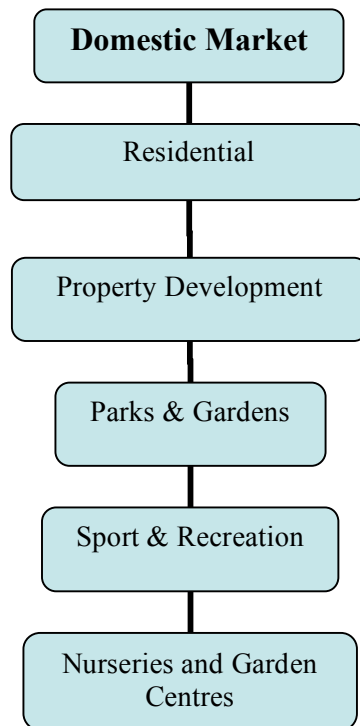 Domestic Market
Residential
Property Development
Parks & Gardens
Sport & Recreation
Nurseries and Garden
Centres